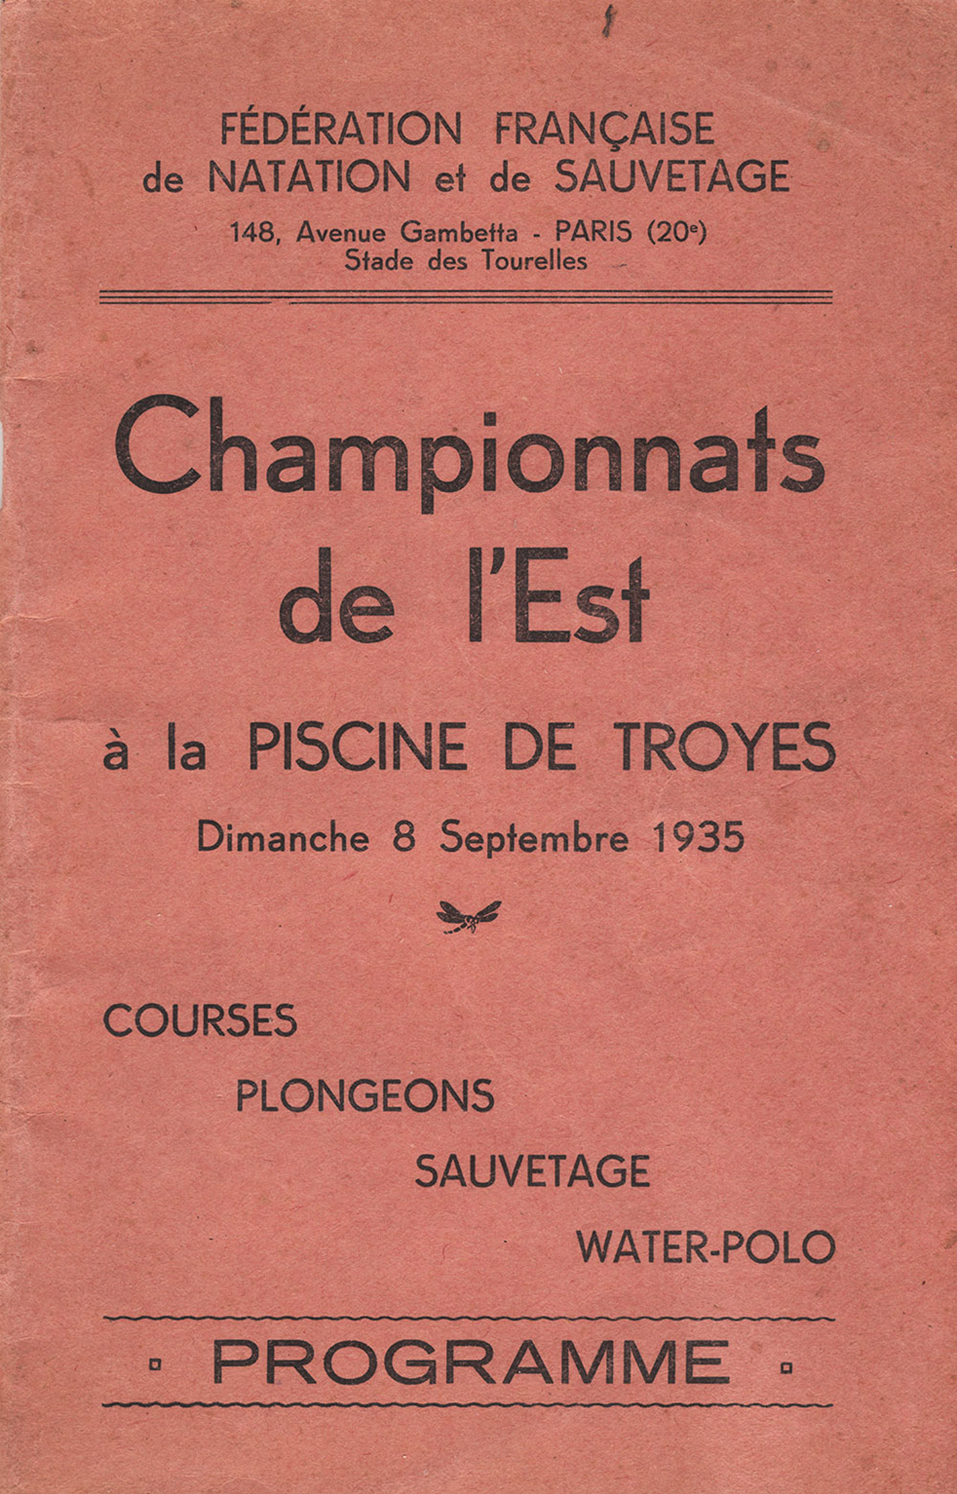 FÉDÉRATION FRANÇAISE
de NATATION et de SAUVETAGE
148, Avenue Gambetta - PARIS (20e)
Stade des Tourelles
Championnats
de l'Est
à la PISCINE DE TROYES
Dimanche 8 Septembre 1935
COURSES
PLONGEONS
SAUVETAGE
WATER-POLO
PROGRAMME